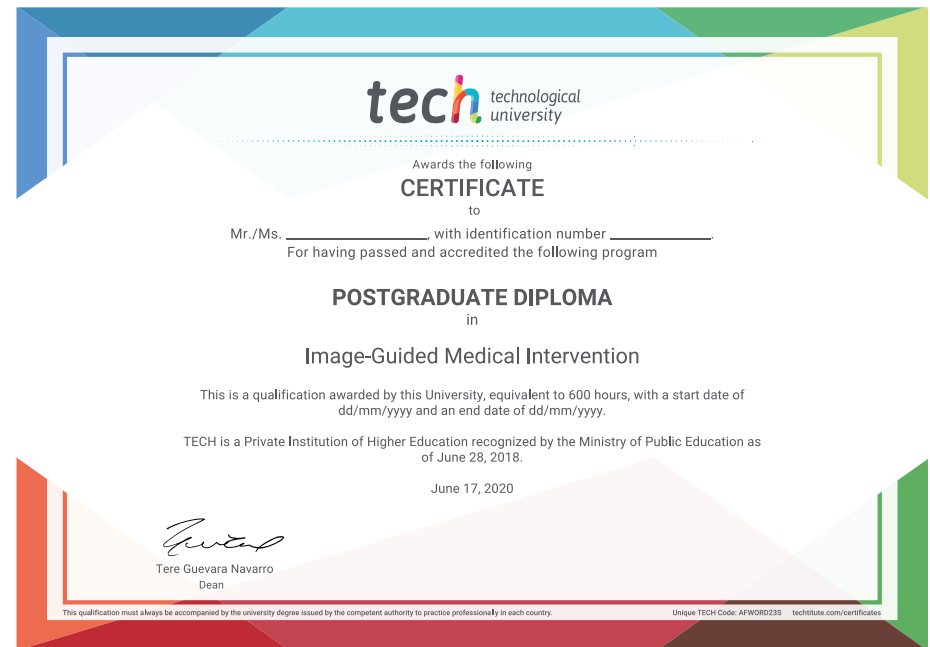 tech technological
university
Awards the following
CERTIFICATE
to
Mr./Ms. ____________________, with identification number ______________.
For having passed and accredited the following program
POSTGRADUATE DIPLOMA
in
Image-Guided Medical Intervention
This is a qualification awarded by this University, equivalent to 600 hours, with a start date of
dd/mm/yyyy and an end date of dd/mm/yyyy.
TECH is a Private Institution of Higher Education recognized by the Ministry of Public Education as
of June 28, 2018.
June 17, 2020
Tere Guevara Navarro
Dean
This qualification must always be accompanied by the university degree issued by the competent authority to practice professionally in each country.
Unique TECH Code: AFWORD23S techtitute.com/certificates